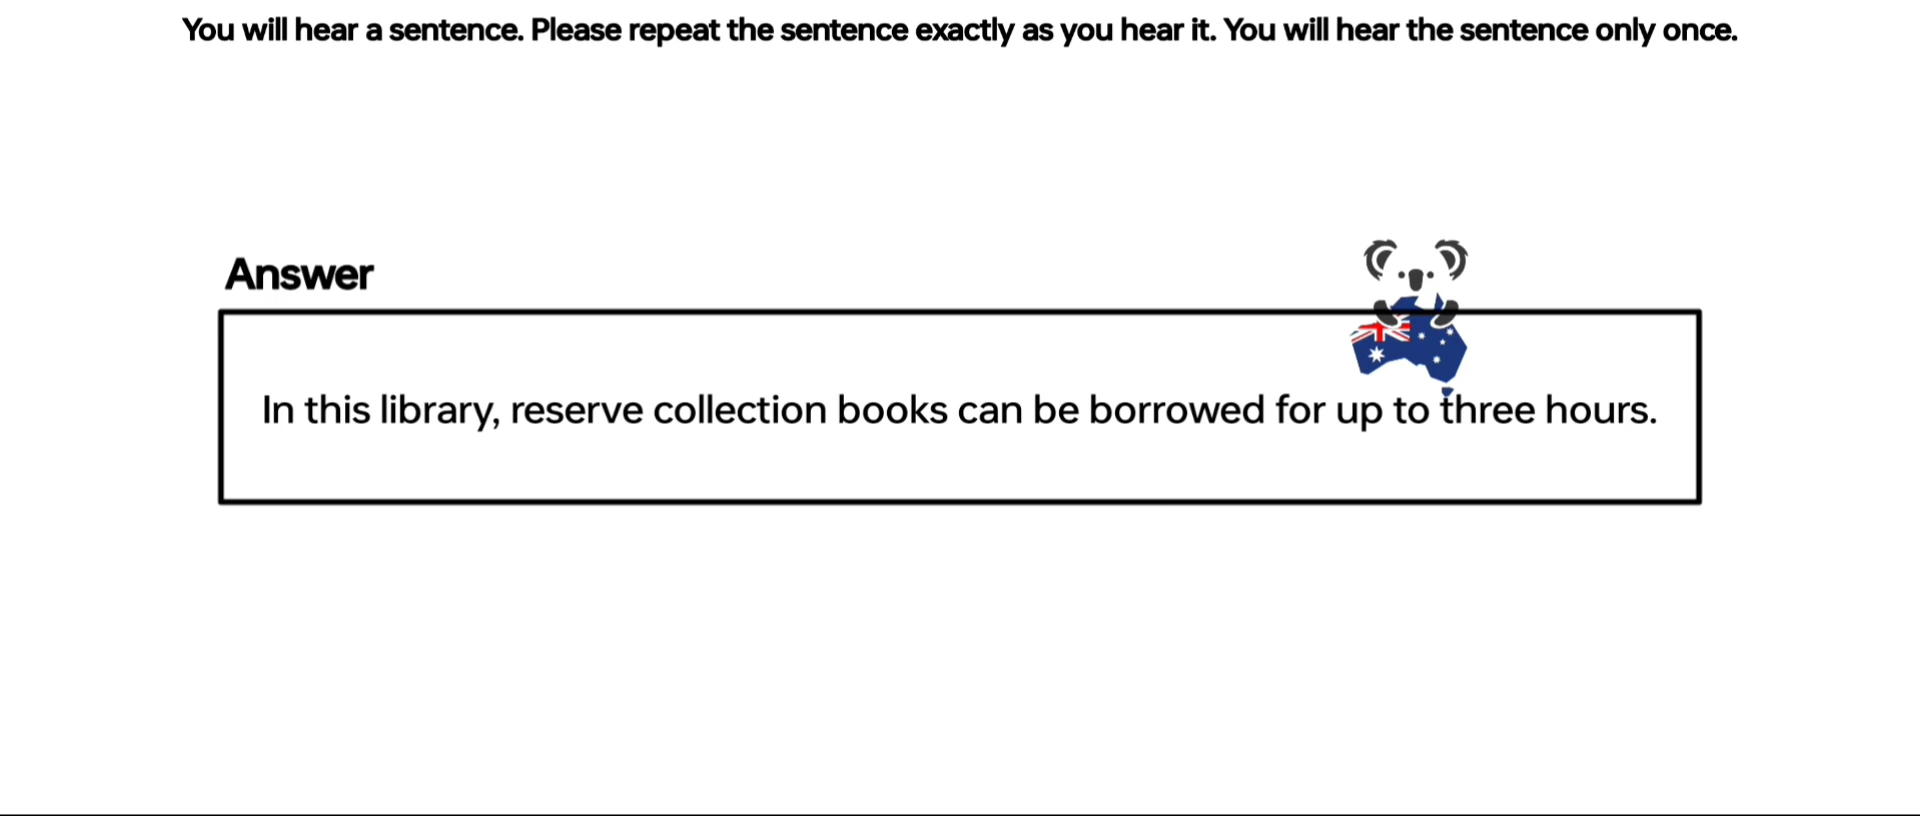 You will hear a sentence. Please repeat the sentence exactly as you hear it. You will hear the sentence only once.
Answer
In this library, reserve collection books can be borrowed for up to three hours.